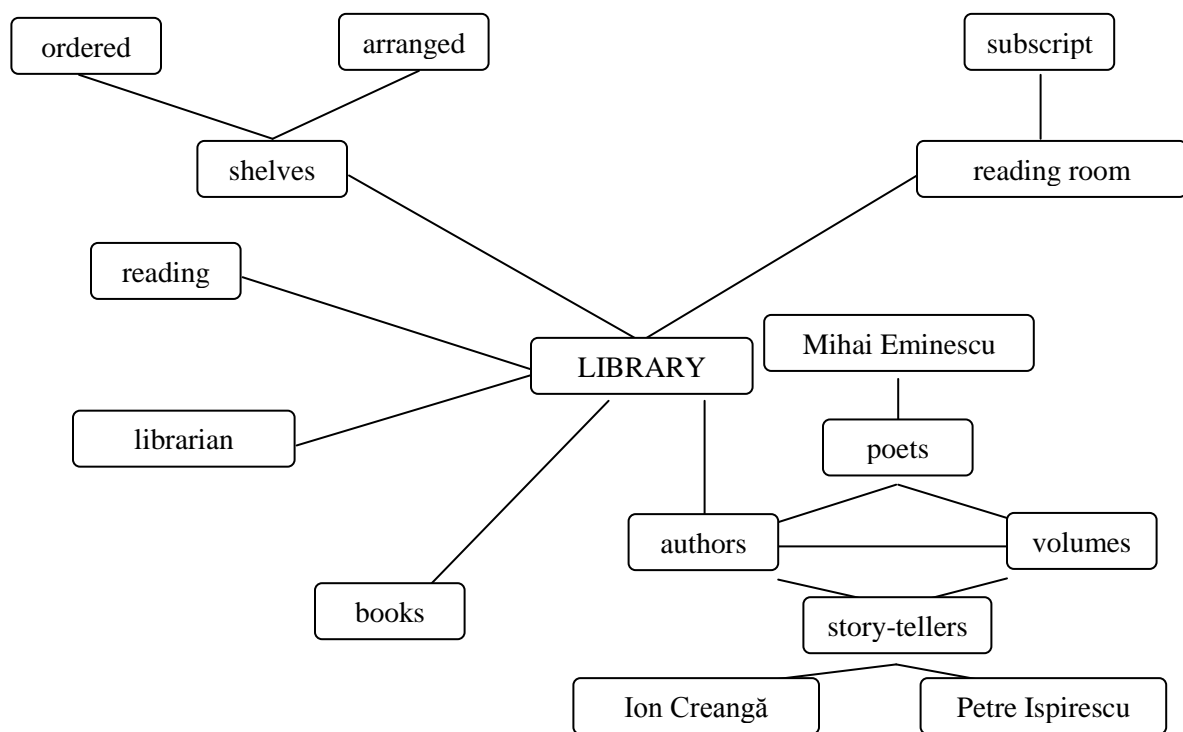 ordered
arranged
subscript
shelves
reading room
reading
Mihai Eminescu
LIBRARY
librarian
poets
authors
volumes
books
story-tellers
Ion Creangă
Petre Ispirescu